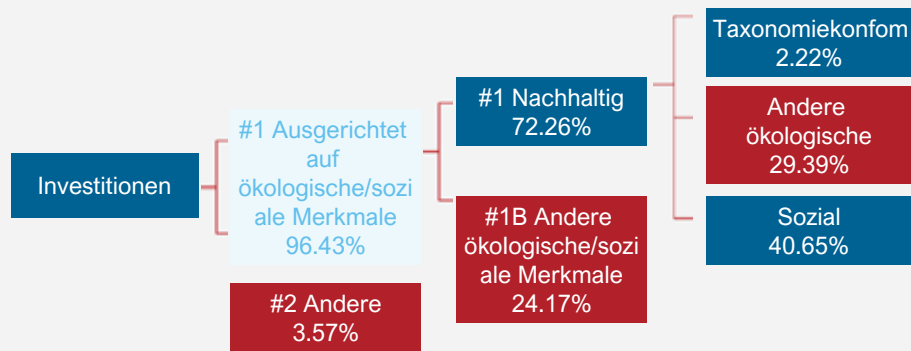 Investitionen
#1 Ausgerichtet
auf
ökologische/sozi
ale Merkmale
96.43%
#2 Andere
3.57%
#1 Nachhaltig
72.26%
#1B Andere
ökologische/sozi
ale Merkmale
24.17%
Taxonomiekonfom
2.22%
Andere
ökologische
29.39%
Sozial
40.65%